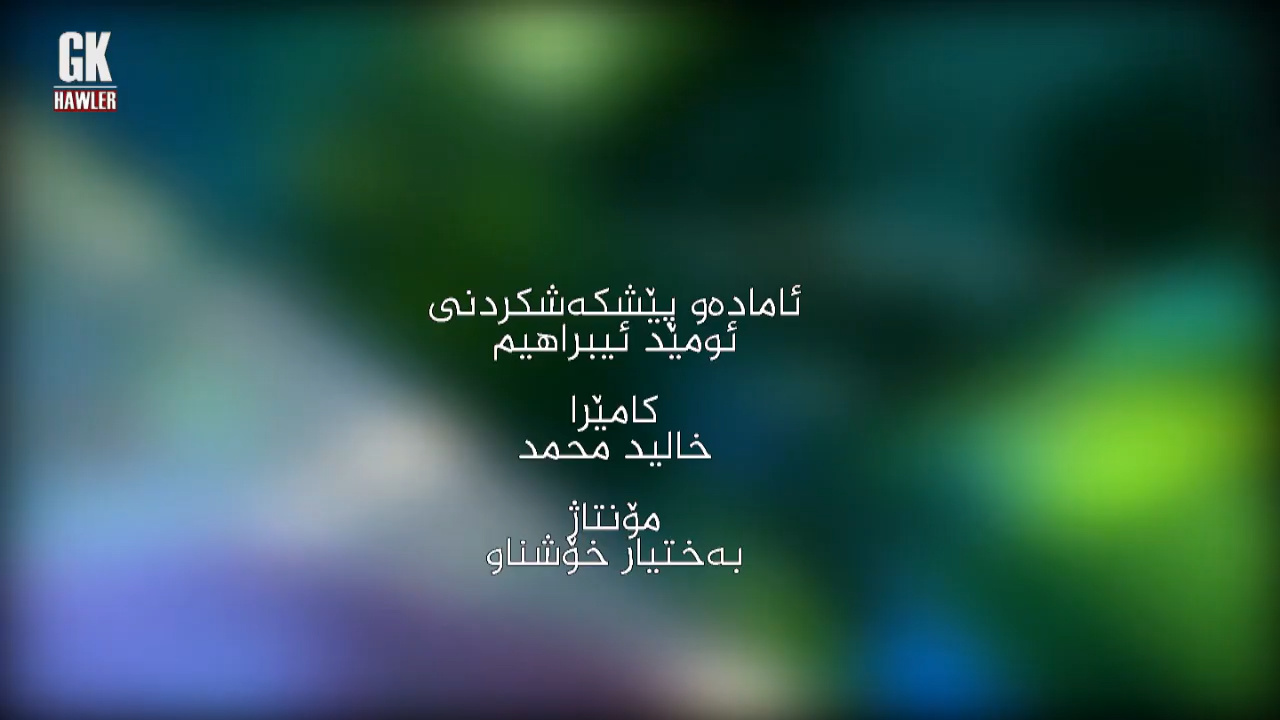 GK
HAWLER
ئامادەو پێشکەشکردنی
ئومێد ئیبراهیم
کامێرا
خالید محمد
مۆنتاژ
بەختیار خۆشناو